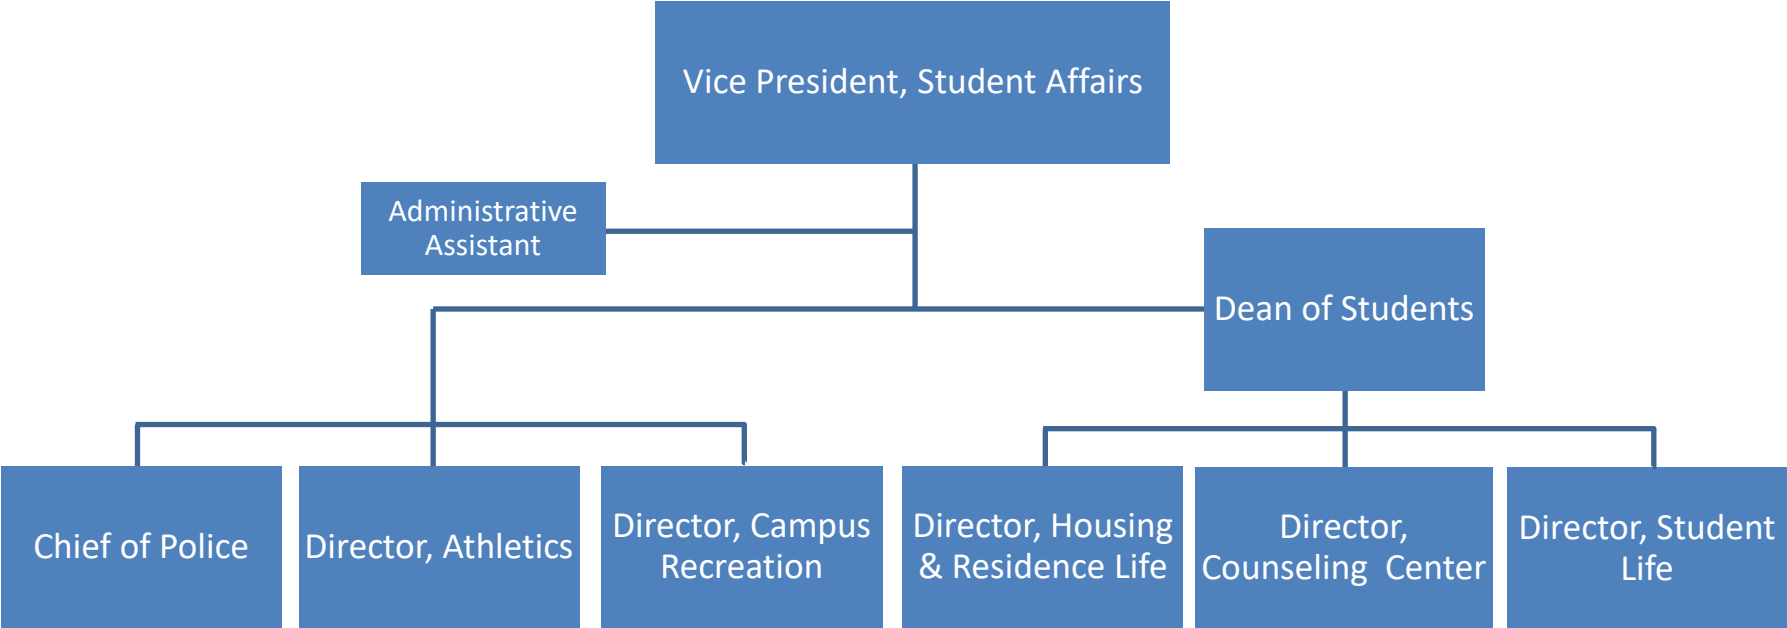 Vice President, Student Affairs
Administrative
Assistant
Dean of Students
Chief of Police
Director, Athletics
Director, Campus
Recreation
Director, Housing
& Residence Life
Director,
Counseling  Center
Director, Student
Life